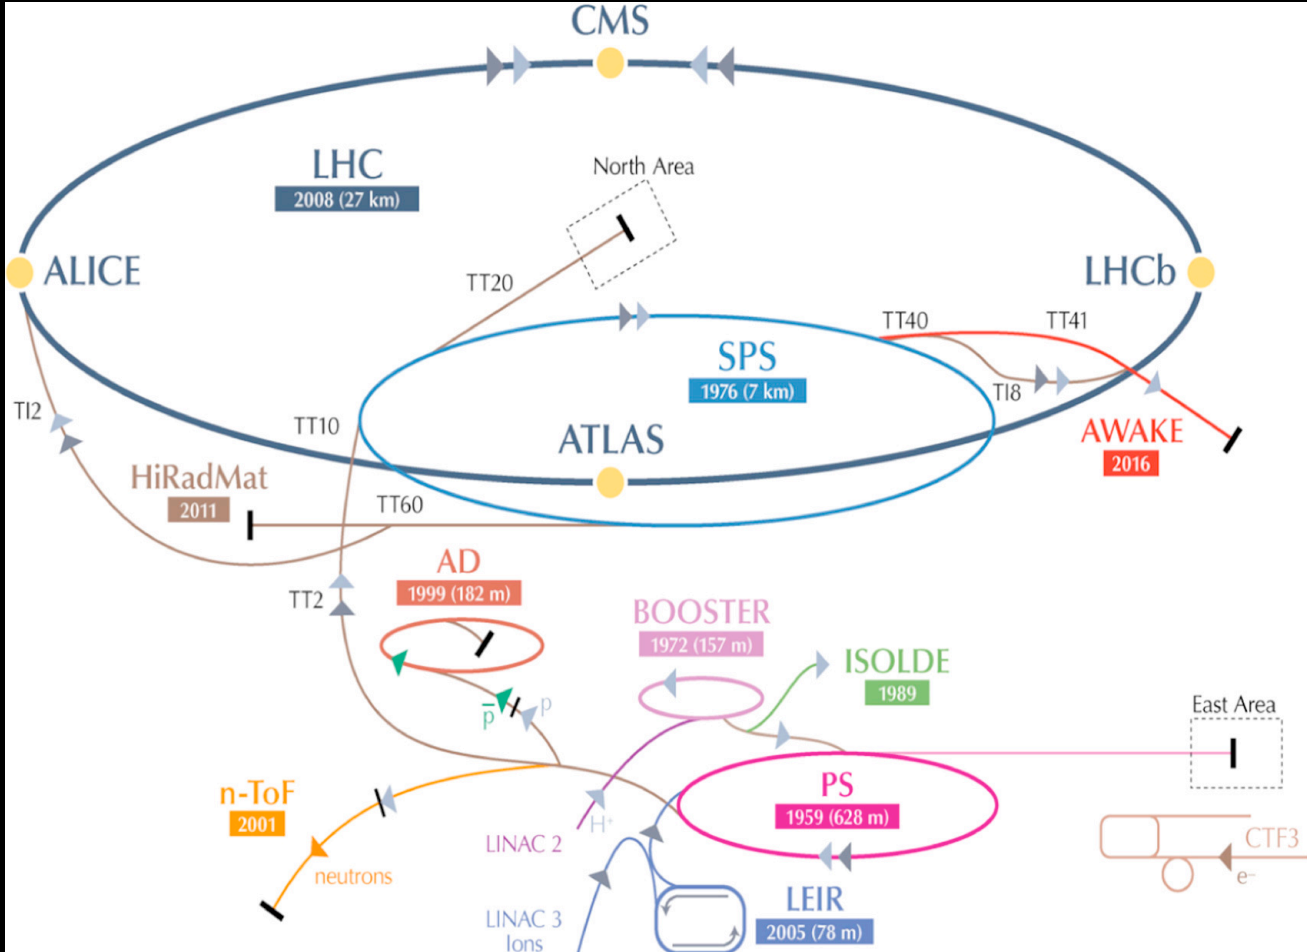 CMS
LHC
2008 (27 km)
North Area
ALICE
TT20
LHCb
TT40
TT41
SPS
1976 (7 km)
TI8
TI2
TT10
ATLAS
AWAKE
2016
HiRadMat
2011
TT60
AD
1999 (182 m)
TT2
BOOSTER
1972 (157 m)
ISOLDE
1989
p̅
p
East Area
n-ToF
2001
PS
1959 (628 m)
H⁺
LINAC 2
CTF3
e⁻
neutrons
LEIR
2005 (78 m)
LINAC 3
Ions